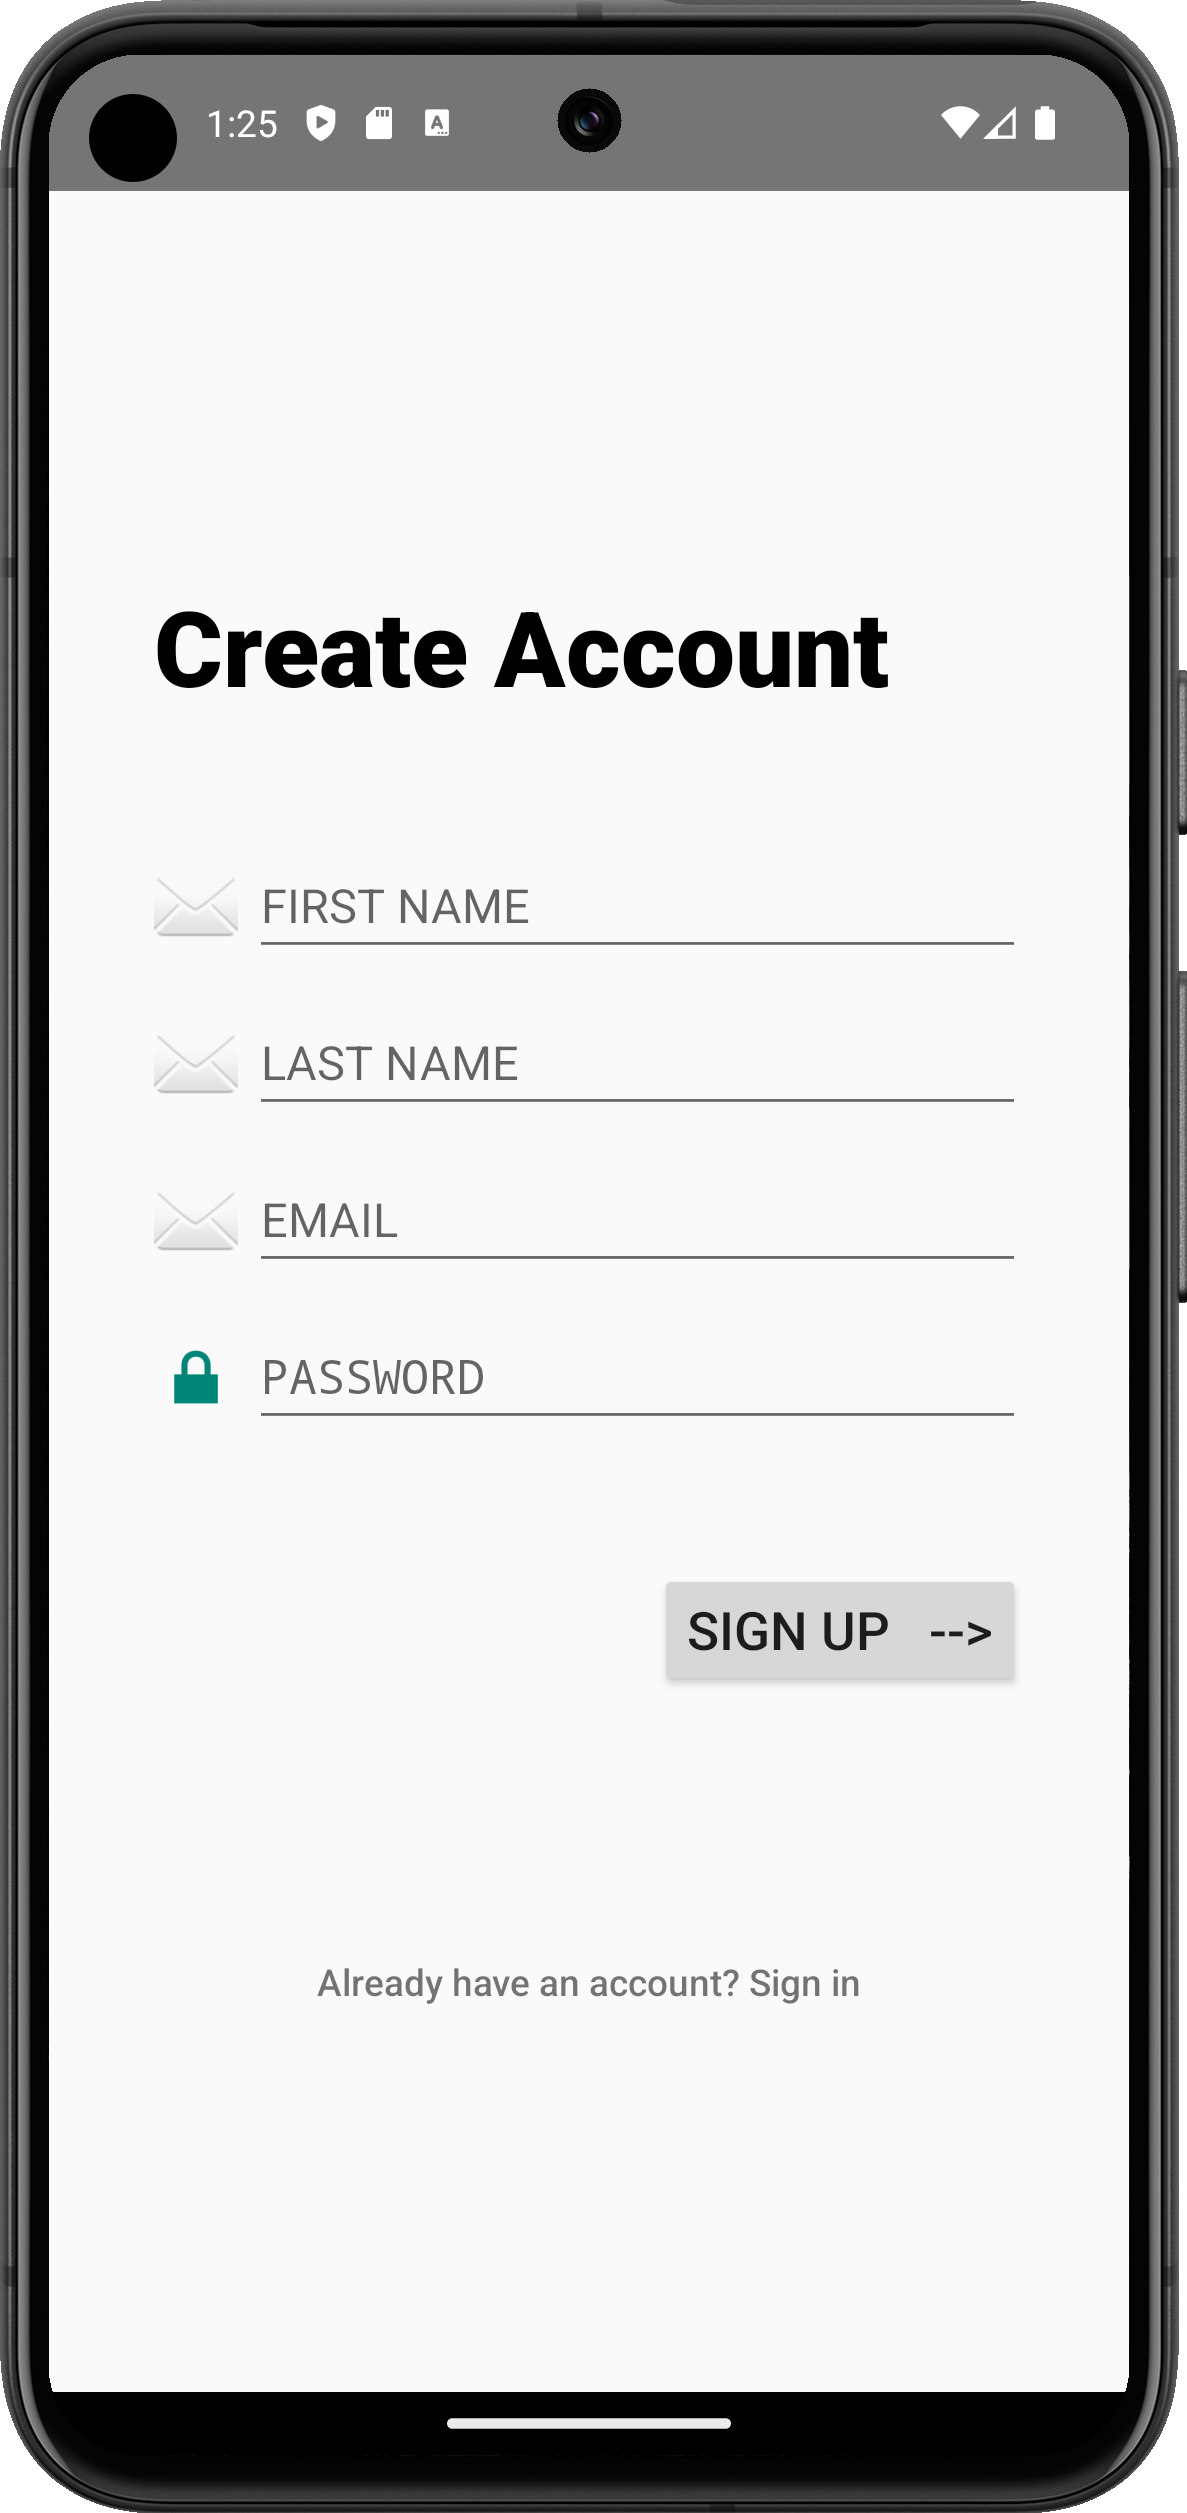 1:25
Create Account
FIRST NAME
LAST NAME
EMAIL
PASSWORD
SIGN UP -->
Already have an account? Sign in